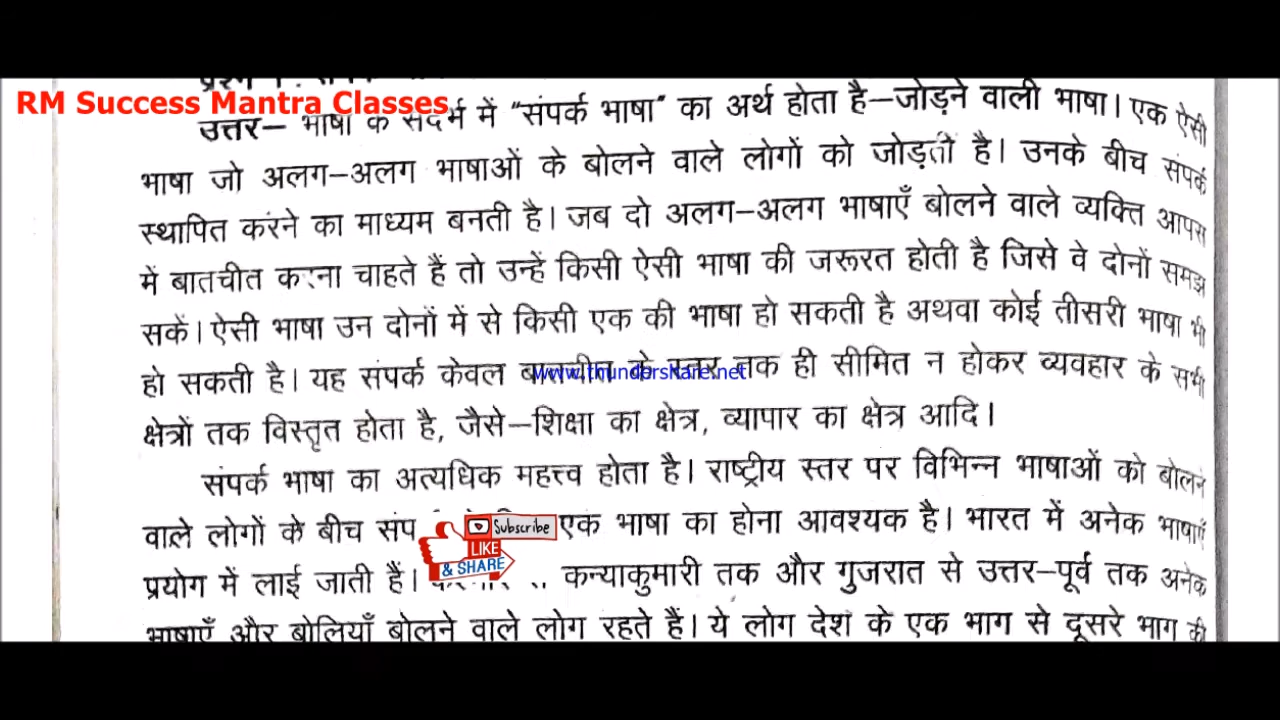 RM Success Mantra Classes
उत्तर— भाषा के संदर्भ में “संपर्क भाषा” का अर्थ होता है—जोड़ने वाली भाषा। एक ऐसी
भाषा जो अलग-अलग भाषाओं के बोलने वाले लोगों को जोड़ती है। उनके बीच संपर्क
स्थापित करने का माध्यम बनती है। जब दो अलग-अलग भाषाएँ बोलने वाले व्यक्ति आपस
में बातचीत करना चाहते हैं तो उन्हें किसी ऐसी भाषा की जरूरत होती है जिसे वे दोनों समझ
सकें। ऐसी भाषा उन दोनों में से किसी एक की भाषा हो सकती है अथवा कोई तीसरी भाषा भी
हो सकती है। यह संपर्क केवल बातचीत के स्तर तक ही सीमित न होकर व्यवहार के सभी
www.thundershare.net
क्षेत्रों तक विस्तृत होता है, जैसे—शिक्षा का क्षेत्र, व्यापार का क्षेत्र आदि।
संपर्क भाषा का अत्यधिक महत्त्व होता है। राष्ट्रीय स्तर पर विभिन्न भाषाओं को बोलने
वाले लोगों के बीच एक भाषा का होना आवश्यक है। भारत में अनेक भाषाएँ
Subscribe
LIKE
& SHARE
प्रयोग में लाई जाती हैं। कन्याकुमारी तक और गुजरात से उत्तर-पूर्व तक अनेक
भाषाएँ और बोलियाँ बोलने वाले लोग रहते हैं। ये लोग देश के एक भाग से दूसरे भाग की